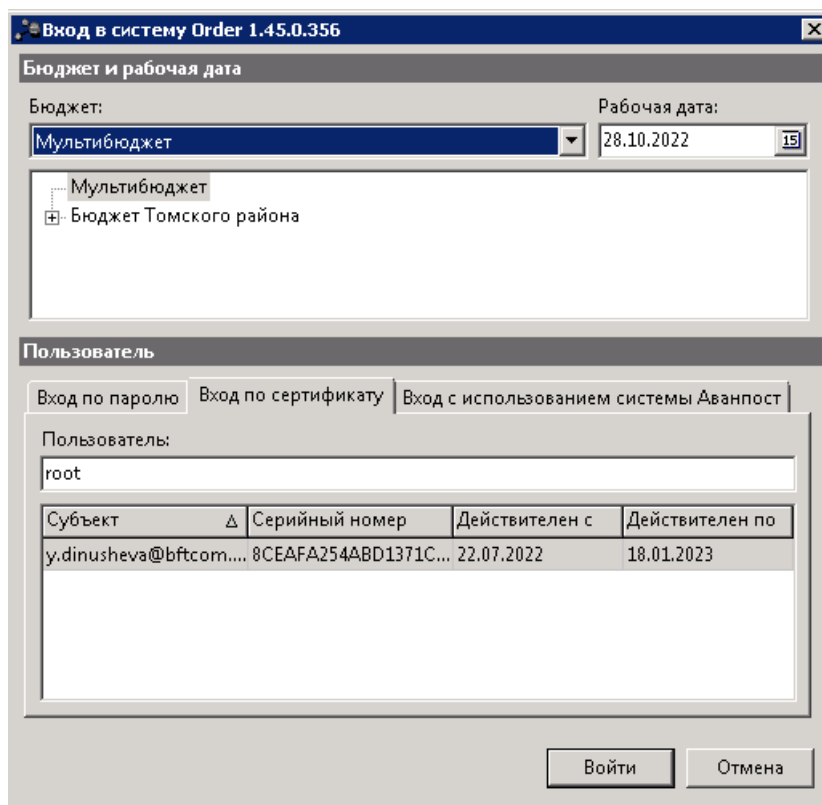 Вход в систему Order 1.45.0.356
Бюджет и рабочая дата
Бюджет: Рабочая дата:
Мультибюджет 28.10.2022 15
Мультибюджет
Бюджет Томского района
Пользователь
Вход по паролю Вход по сертификату Вход с использованием системы Аванпост
Пользователь:
root
Субъект Серийный номер Действителен с Действителен по
y.dinusheva@bftcom.... 8CEAFA254ABD1371C... 22.07.2022 18.01.2023
Войти Отмена